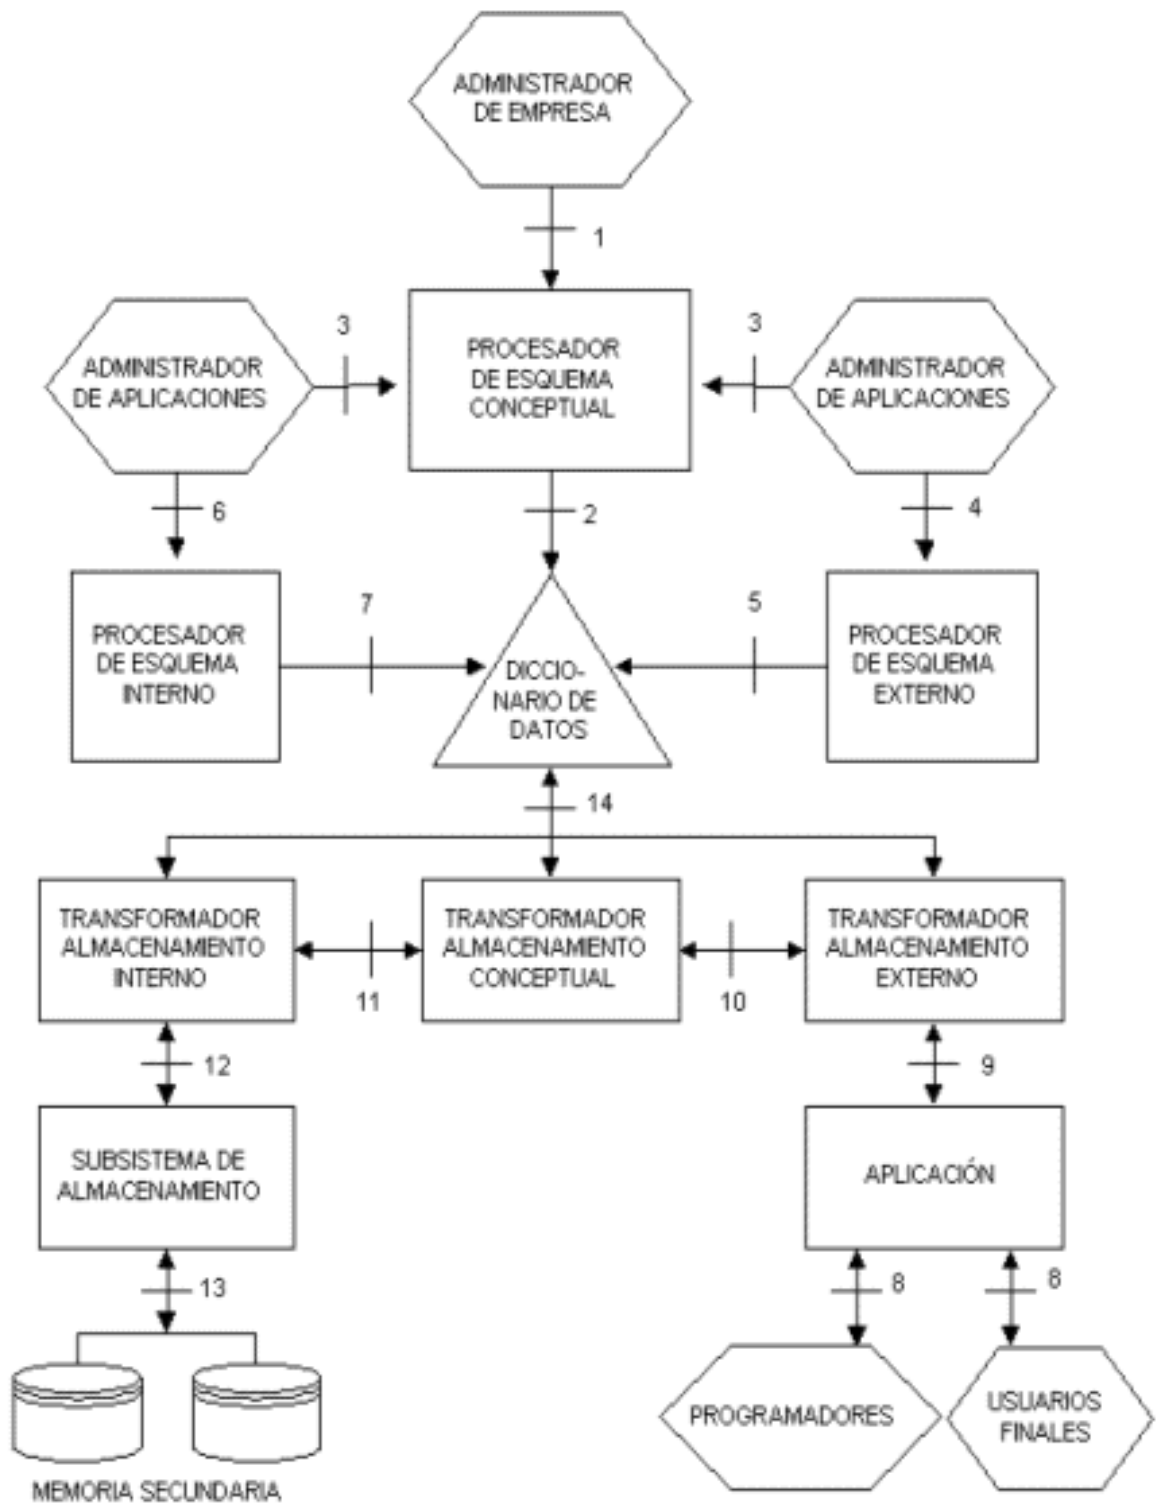 ADMINISTRADOR
DE EMPRESA
1
PROCESADOR
DE ESQUEMA
CONCEPTUAL
3
3
ADMINISTRADOR
DE APLICACIONES
ADMINISTRADOR
DE APLICACIONES
6
2
4
PROCESADOR
DE ESQUEMA
INTERNO
7
DICCIO-
NARIO DE
DATOS
5
PROCESADOR
DE ESQUEMA
EXTERNO
14
TRANSFORMADOR
ALMACENAMIENTO
INTERNO
11
TRANSFORMADOR
ALMACENAMIENTO
CONCEPTUAL
10
TRANSFORMADOR
ALMACENAMIENTO
EXTERNO
12
9
SUBSISTEMA DE
ALMACENAMIENTO
APLICACIÓN
13
8
8
PROGRAMADORES
USUARIOS
FINALES
MEMORIA SECUNDARIA